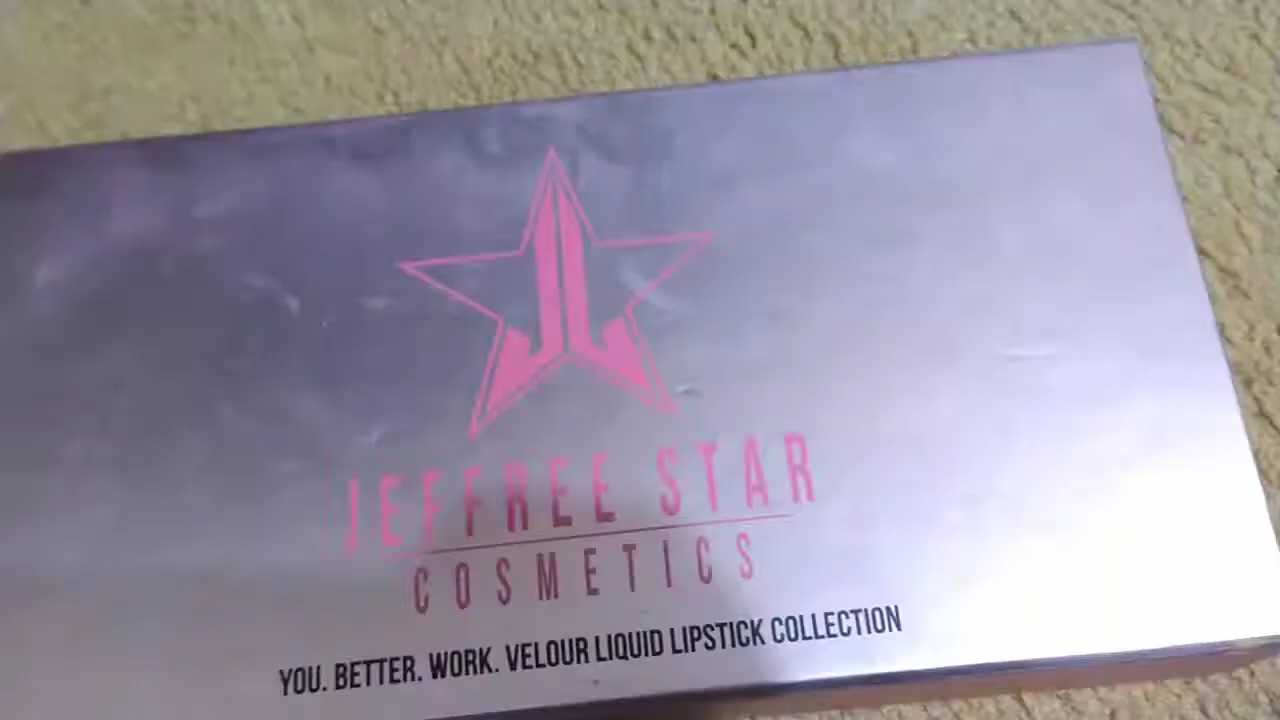 JEFFREE STAR
COSMETICS
YOU. BETTER. WORK. VELOUR LIQUID LIPSTICK COLLECTION